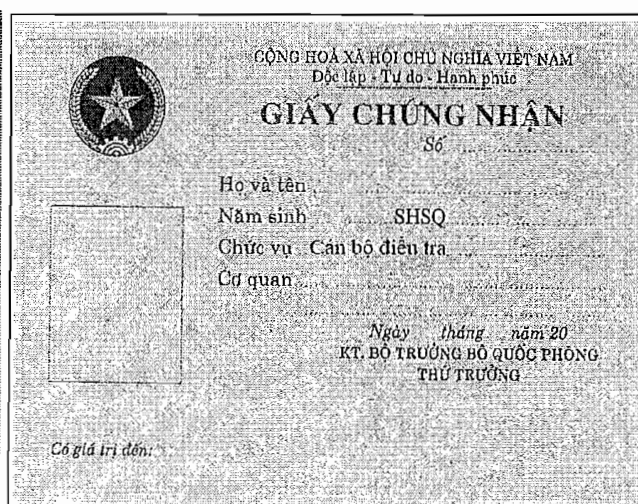 CỘNG HOÀ XÃ HỘI CHỦ NGHĨA VIỆT NAM
Độc lập - Tự do - Hạnh phúc
GIẤY CHỨNG NHẬN
Số
Họ và tên
Năm sinh SHSQ
Chức vụ Cán bộ điều tra
Cơ quan
Ngày tháng năm 20
KT. BỘ TRƯỞNG BỘ QUỐC PHÒNG
THỨ TRƯỞNG
Có giá trị đến: